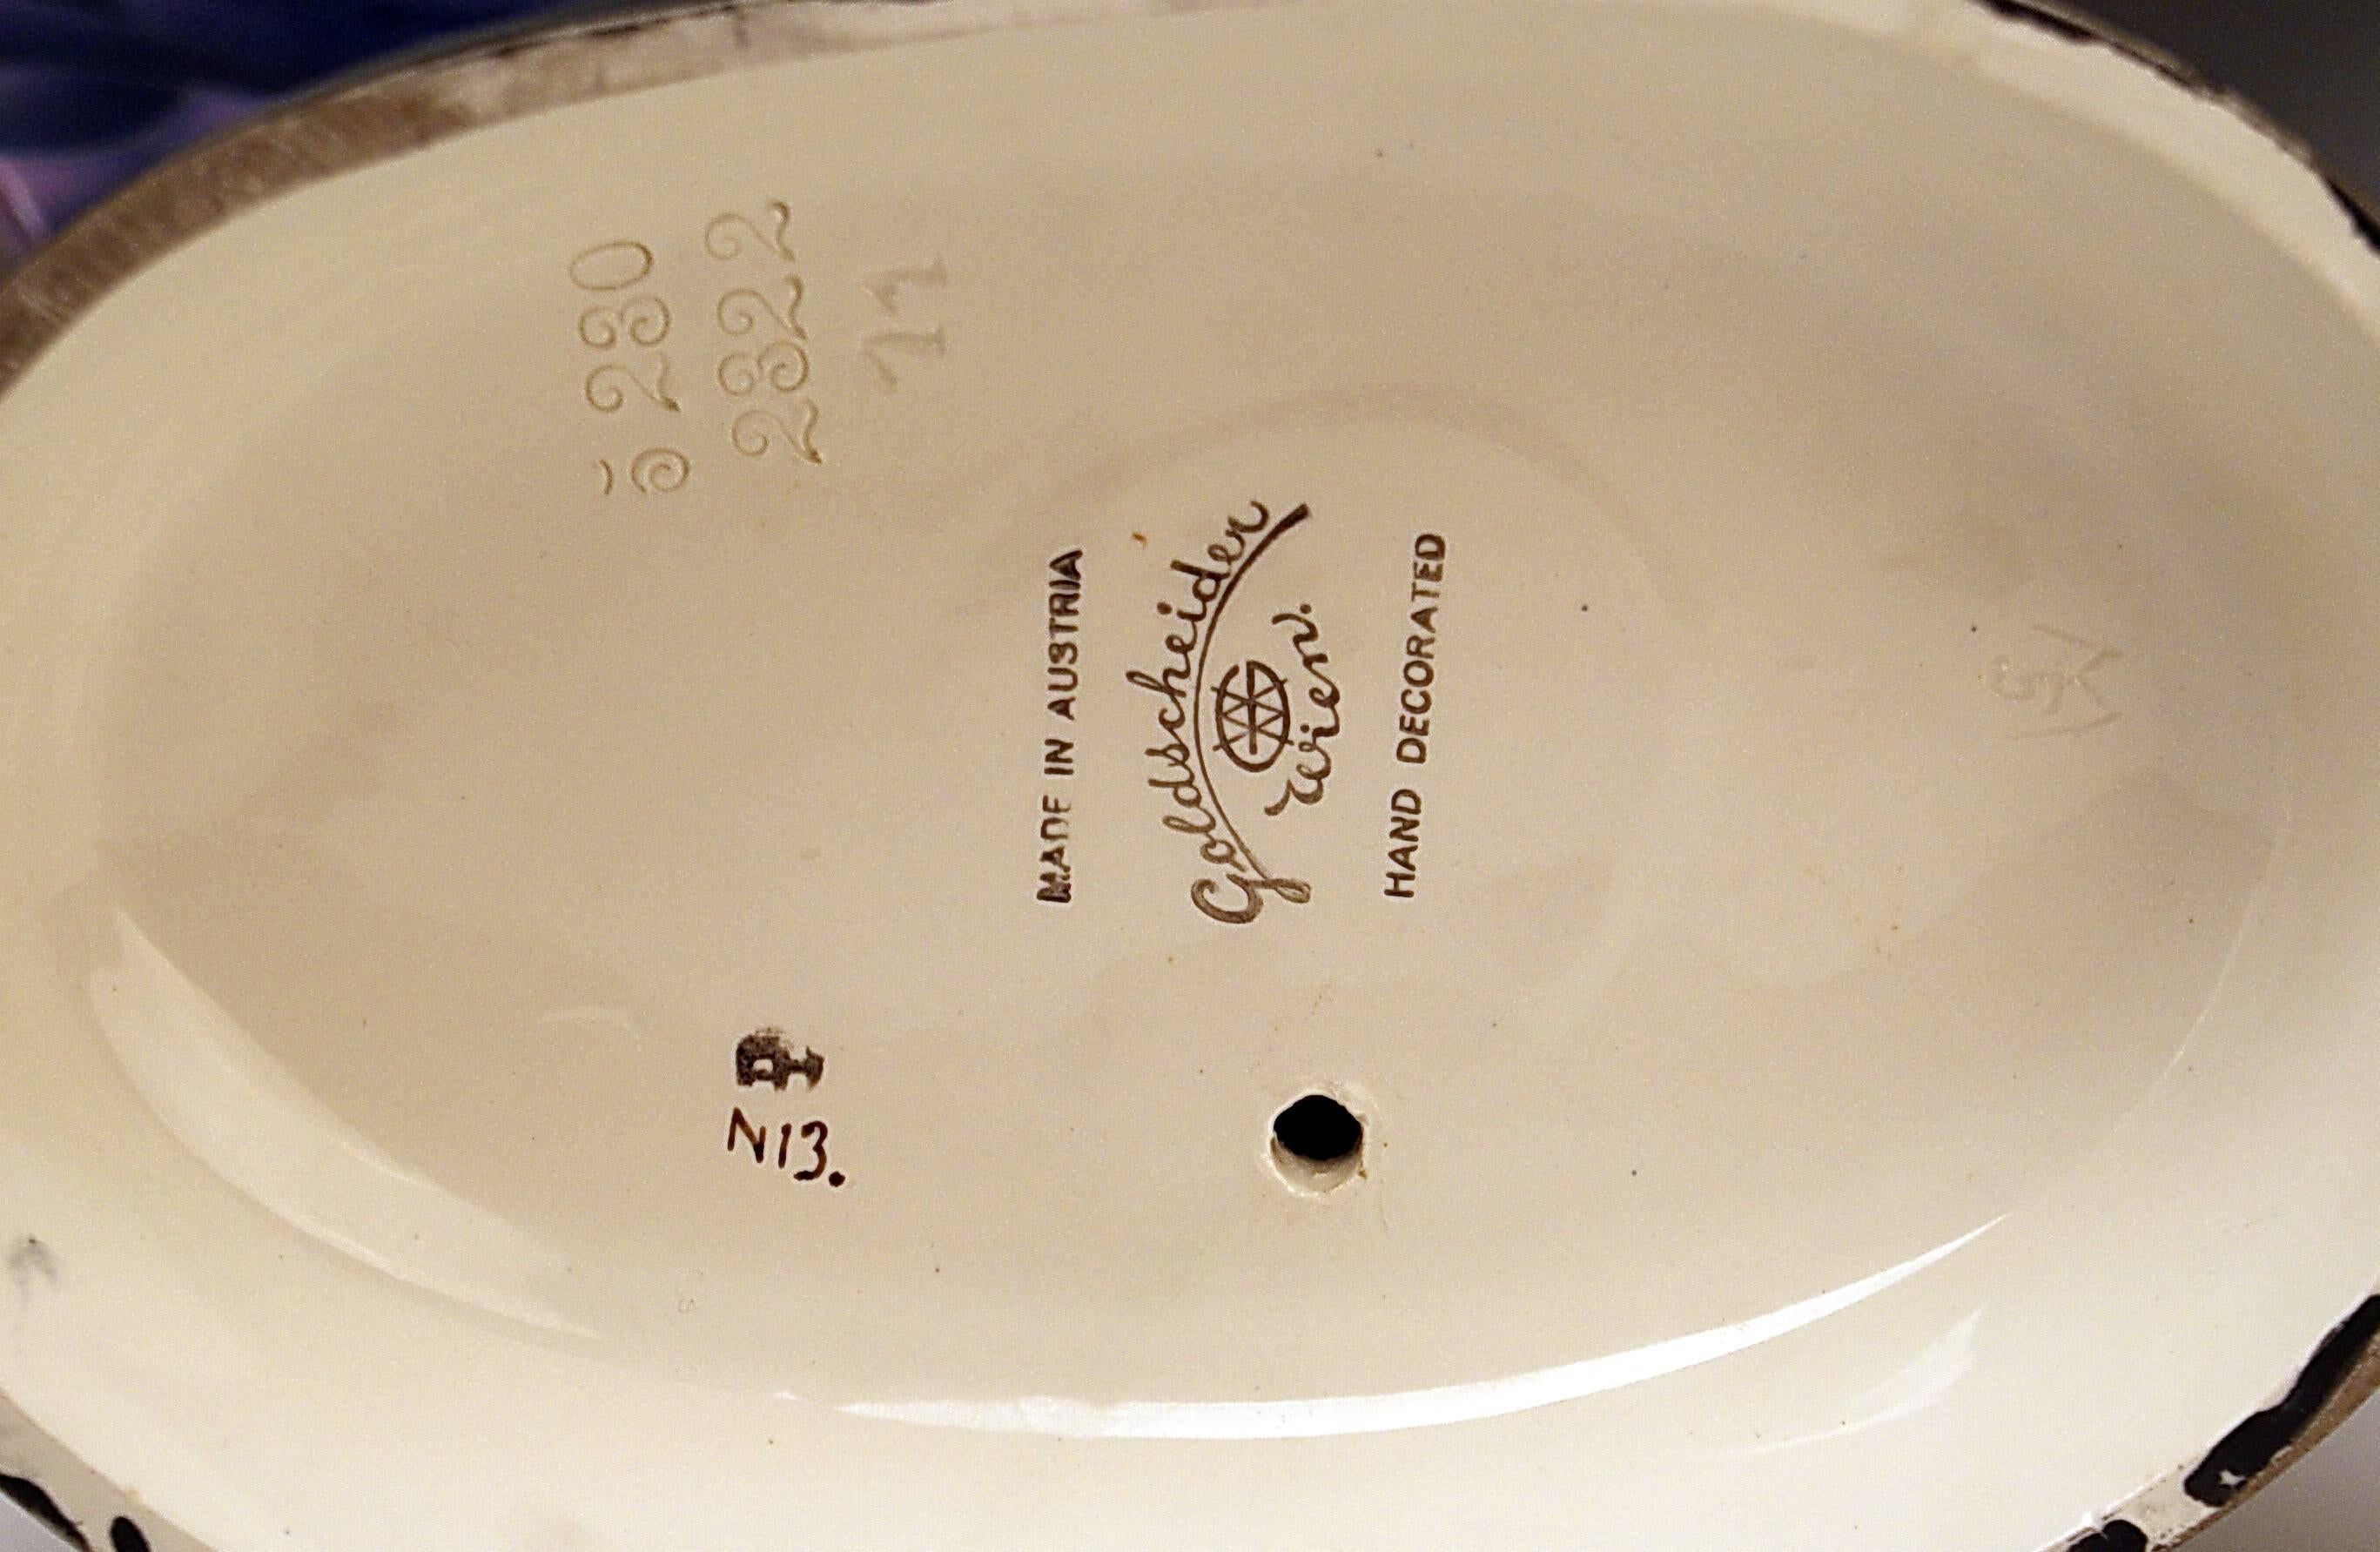 5230
2322
11
MADE IN AUSTRIA
Goldscheider
Wien.
HAND DECORATED
N13.